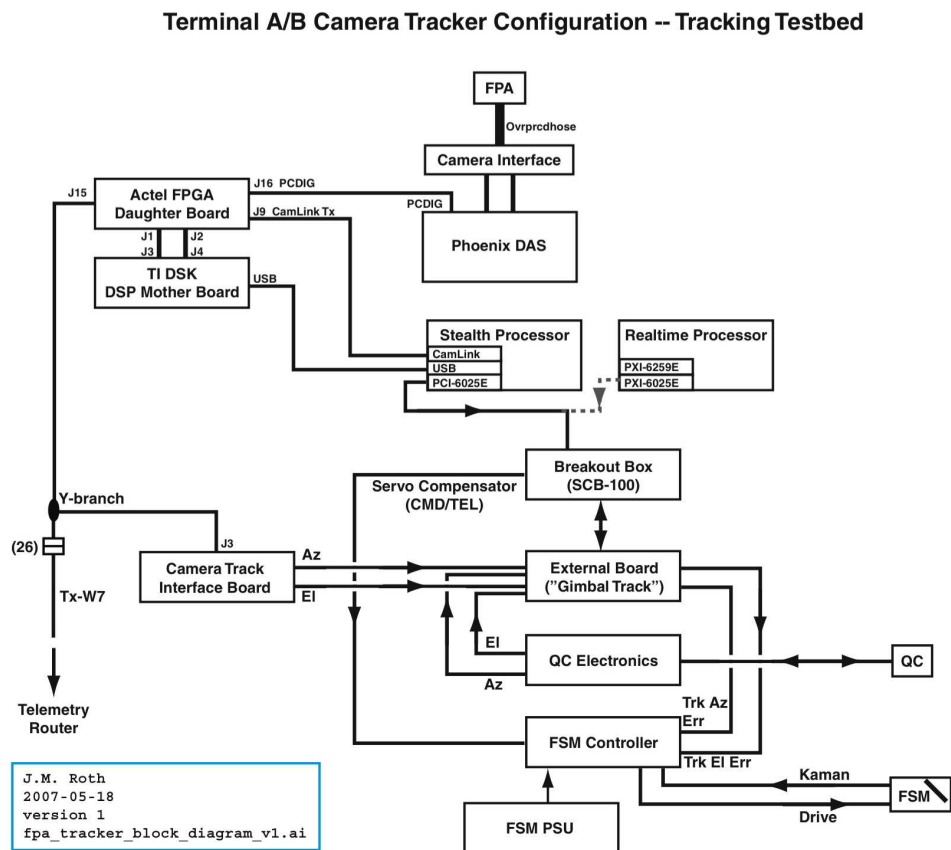 Terminal A/B Camera Tracker Configuration -- Tracking Testbed
FPA
Ovrprcdhose
Camera Interface
J15
Actel FPGA
Daughter Board
J16 PCDIG
PCDIG
J9 CamLink Tx
Phoenix DAS
J1
J2
J3
J4
TI DSK
DSP Mother Board
USB
Stealth Processor
CamLink
USB
PCI-6025E
Realtime Processor
PXI-6259E
PXI-6025E
Breakout Box
(SCB-100)
Servo Compensator
(CMD/TEL)
Y-branch
(26)
J3
Camera Track
Interface Board
Az
El
External Board
("Gimbal Track")
Tx-W7
El
Az
QC Electronics
QC
Telemetry
Router
Trk Az
Err
FSM Controller
Trk El Err
Kaman
Drive
FSM
FSM PSU
J.M. Roth
2007-05-18
version 1
fpa_tracker_block_diagram_v1.ai